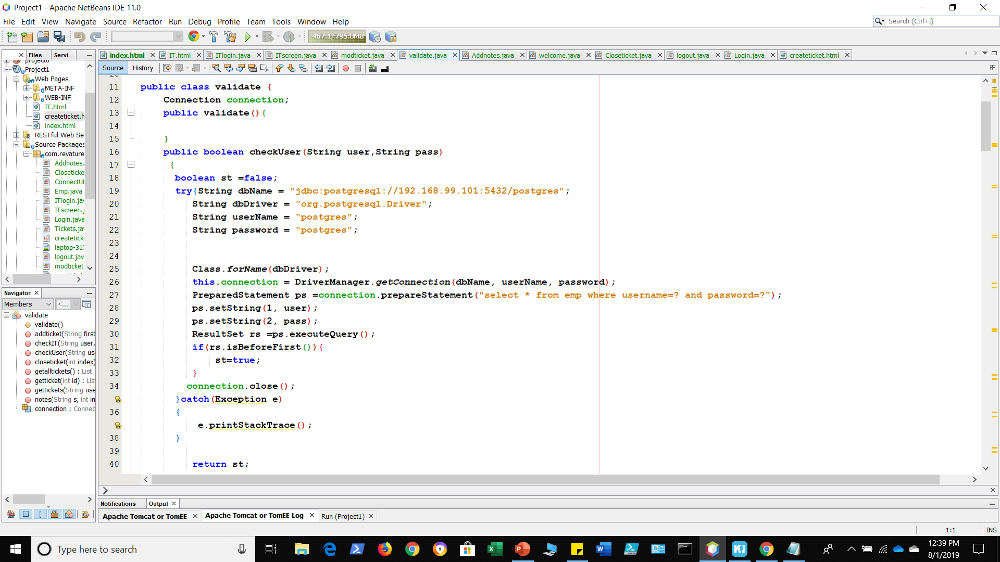 Project1 - Apache NetBeans IDE 11.0
File Edit View Navigate Source Refactor Run Debug Profile Team Tools Window Help
Search (Ctrl+I)
467.1/795.0MB
Files Servi...
index.html IT.html ITlogin.java ITscreen.java modticket.java validate.java Addnotes.java welcome.java Closeticket.java logout.java Login.java createticket.html
Source History
Project1
Web Pages
META-INF
WEB-INF
IT.html
createticket.h
index.html
RESTful Web Se
Source Packages
com.revature
Addnotes.
Closeticke
ConnectUt
Emp.java
ITlogin.jav
ITscreen.j
Login.java
Tickets.jav
createticke
laptop-317
logout.jav
modticket.
Navigator
Members <...
validate
validate()
addticket(String first
checkIT(String user,
checkUser(String use
closeticket(int index)
getalltickets() : List
getticket(int id) : List
gettickets(String use
notes(String s, int in
connection : Connec
11 public class validate {
12 Connection connection;
13 public validate(){
14
15 }
16 public boolean checkUser(String user,String pass)
17 {
18 boolean st =false;
19 try{String dbName = "jdbc:postgresql://192.168.99.101:5432/postgres";
20 String dbDriver = "org.postgresql.Driver";
21 String userName = "postgres";
22 String password = "postgres";
23
24
25 Class.forName(dbDriver);
26 this.connection = DriverManager.getConnection(dbName, userName, password);
27 PreparedStatement ps =connection.prepareStatement("select * from emp where username=? and password=?");
28 ps.setString(1, user);
29 ps.setString(2, pass);
30 ResultSet rs =ps.executeQuery();
31 if(rs.isBeforeFirst()){
32 st=true;
33 }
34 connection.close();
}catch(Exception e)
36 {
e.printStackTrace();
38 }
39
40 return st;
Notifications Output
Apache Tomcat or TomEE Apache Tomcat or TomEE Log Run (Project1)
1:1 INS
Type here to search
12:39 PM
8/1/2019